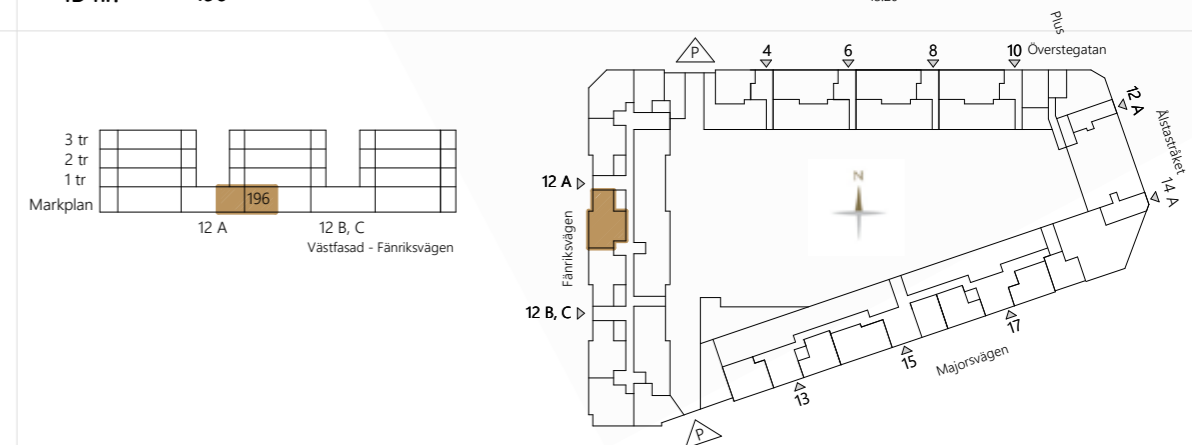 3 tr
2 tr
1 tr
Markplan
196
12 A
12 B, C
Västfasad - Fänriksvägen
P
4
6
8
10
Överstegatan
Plus
12 A
Ålstastråket
14 A
12 A
Fänriksvägen
12 B, C
N
17
15
Majorsvägen
13
P